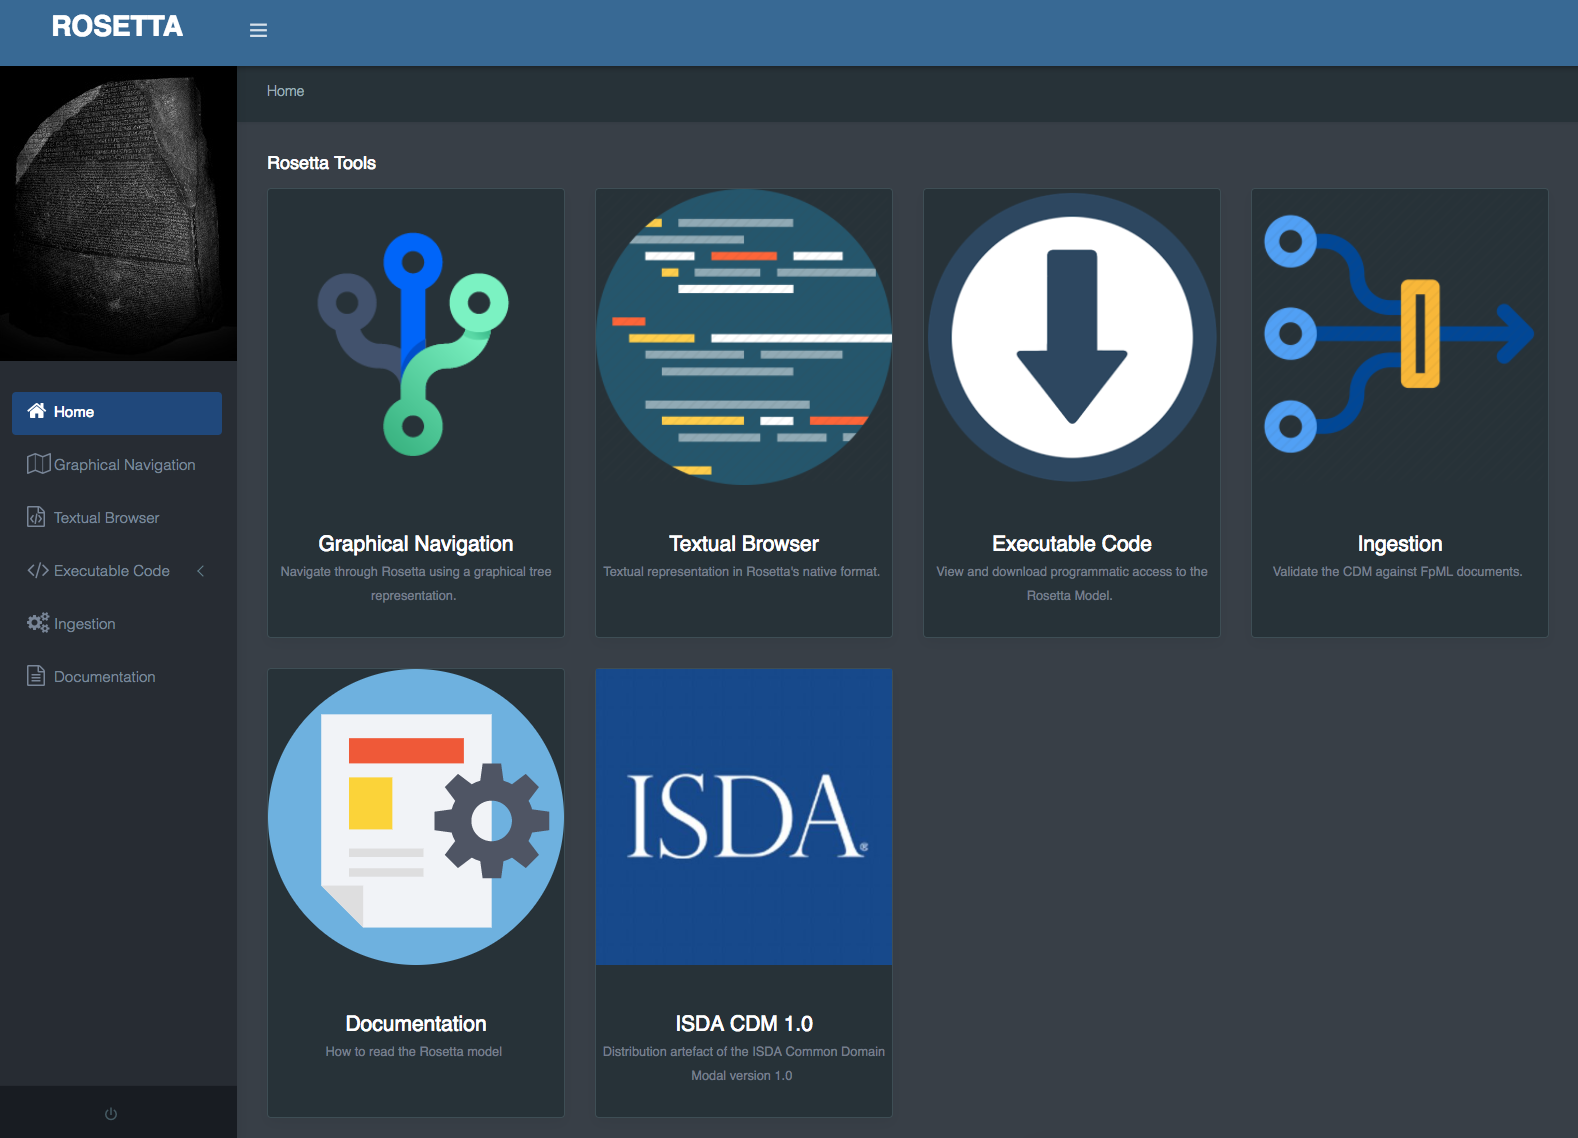 ROSETTA
Home
Home
Graphical Navigation
Textual Browser
Executable Code
Ingestion
Documentation
Rosetta Tools
Graphical Navigation
Navigate through Rosetta using a graphical tree
representation.
Textual Browser
Textual representation in Rosetta's native format.
Executable Code
View and download programmatic access to the
Rosetta Model.
Ingestion
Validate the CDM against FpML documents.
Documentation
How to read the Rosetta model
ISDA®
ISDA CDM 1.0
Distribution artefact of the ISDA Common Domain
Modal version 1.0